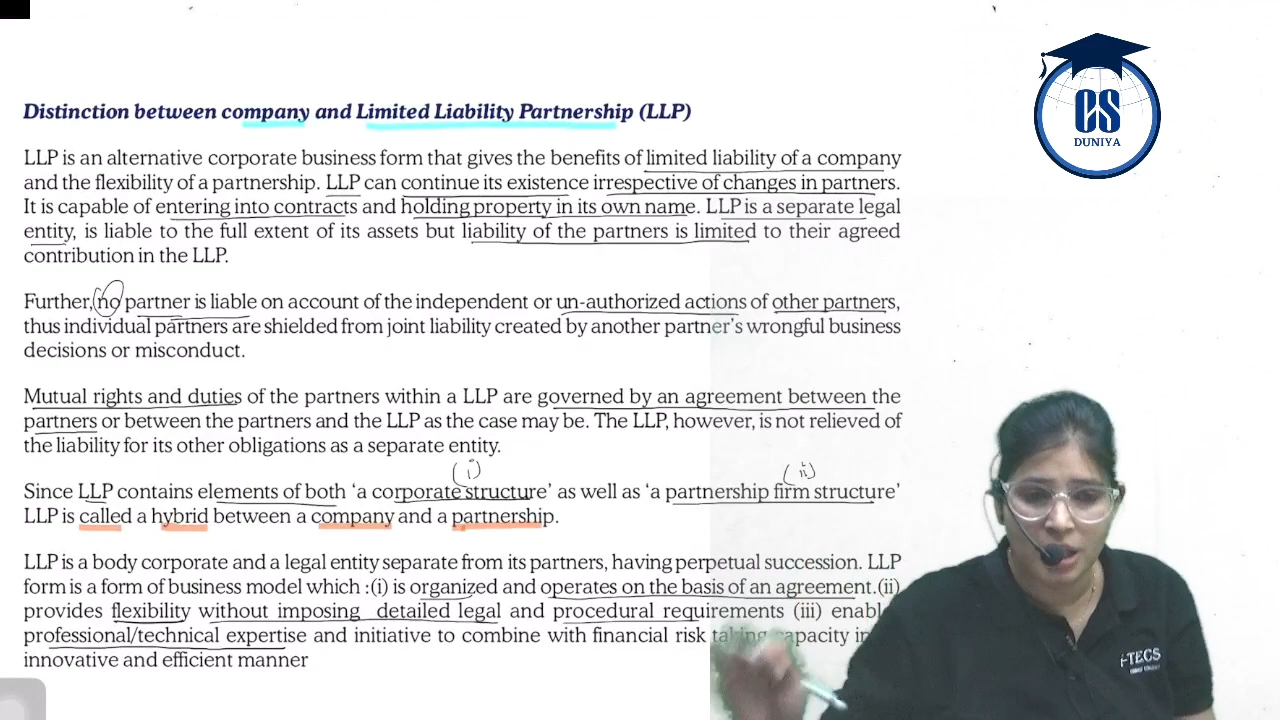 CS
DUNIYA
Distinction between company and Limited Liability Partnership (LLP)
LLP is an alternative corporate business form that gives the benefits of limited liability of a company
and the flexibility of a partnership. LLP can continue its existence irrespective of changes in partners.
It is capable of entering into contracts and holding property in its own name. LLP is a separate legal
entity, is liable to the full extent of its assets but liability of the partners is limited to their agreed
contribution in the LLP.
Further, no partner is liable on account of the independent or un-authorized actions of other partners,
thus individual partners are shielded from joint liability created by another partner's wrongful business
decisions or misconduct.
Mutual rights and duties of the partners within a LLP are governed by an agreement between the
partners or between the partners and the LLP as the case may be. The LLP, however, is not relieved of
the liability for its other obligations as a separate entity.
(i) (ii)
Since LLP contains elements of both 'a corporate structure' as well as 'a partnership firm structure'
LLP is called a hybrid between a company and a partnership.
LLP is a body corporate and a legal entity separate from its partners, having perpetual succession. LLP
form is a form of business model which :(i) is organized and operates on the basis of an agreement.(ii)
provides flexibility without imposing detailed legal and procedural requirements (iii)
professional/technical expertise and initiative to combine with financial risk taking capacity
innovative and efficient manner
i-TECS